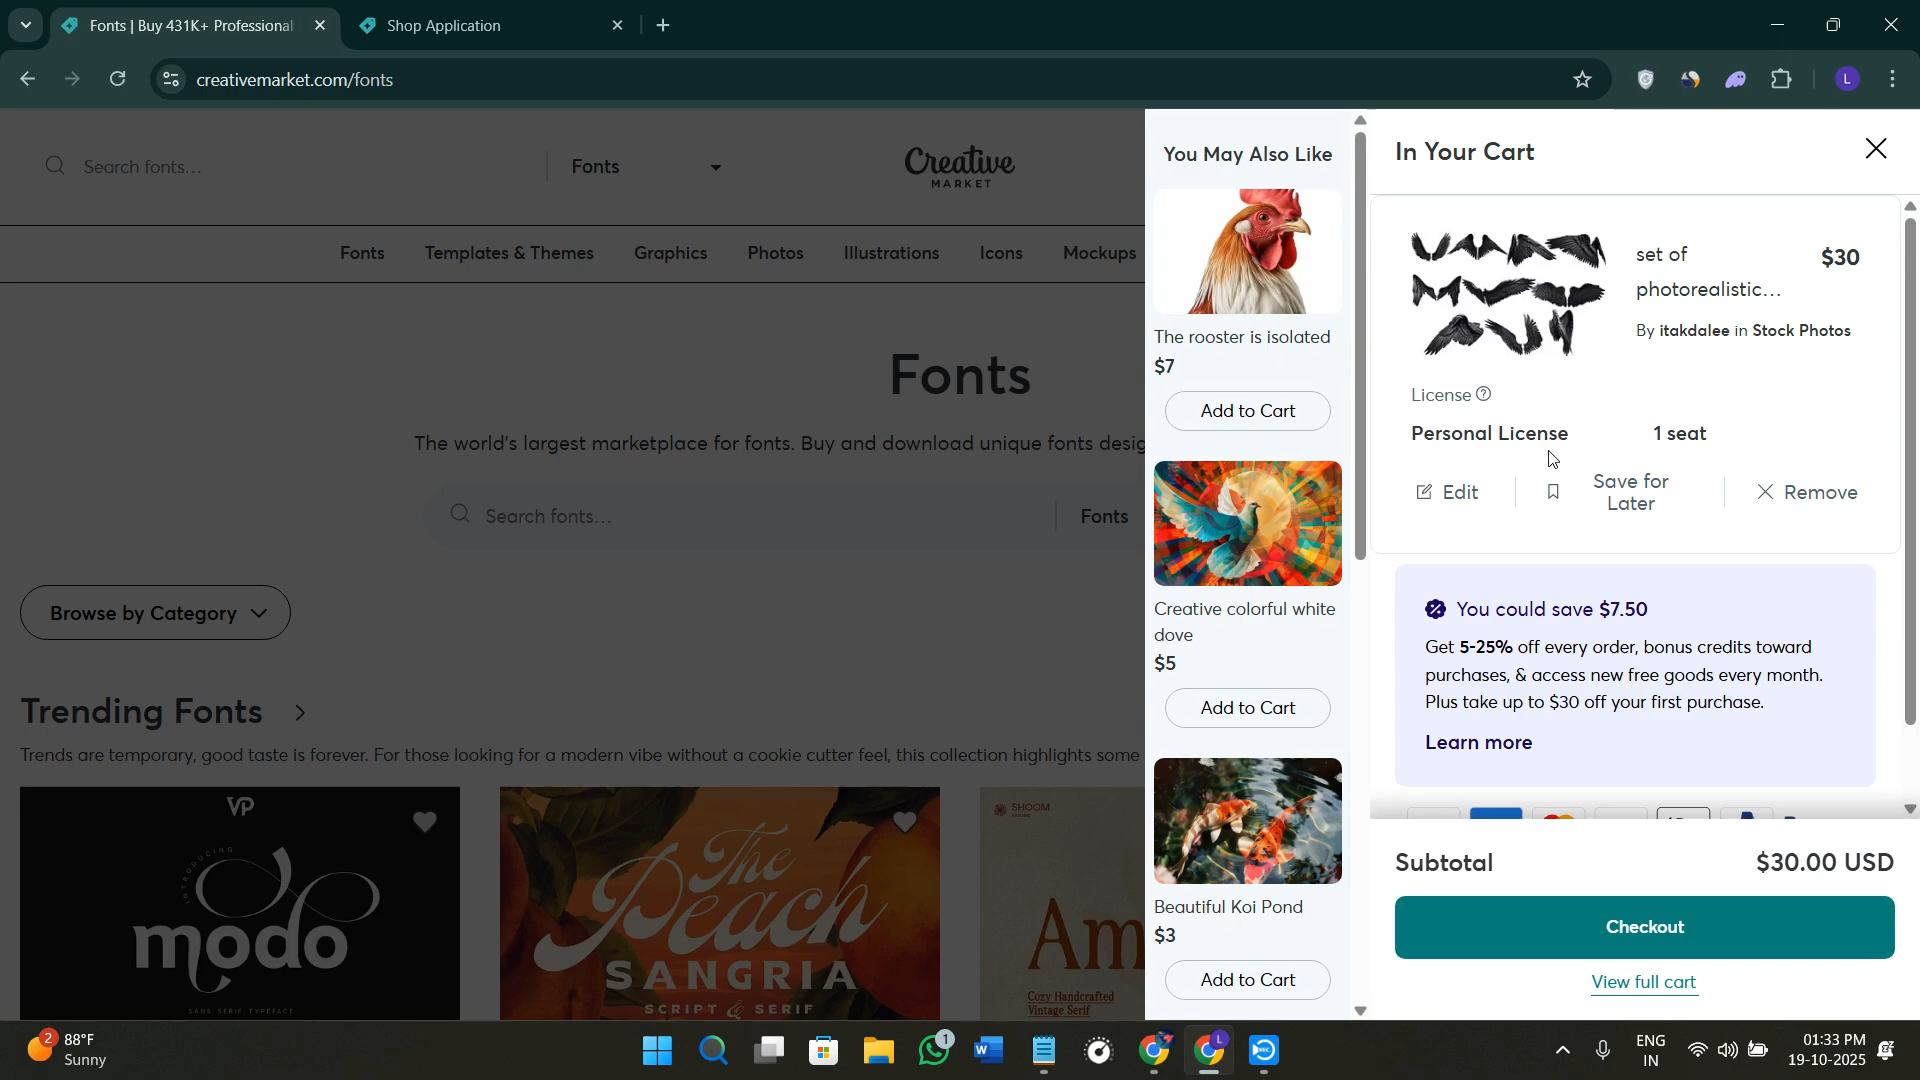 Fonts | Buy 431K+ Professional
Shop Application
creativemarket.com/fonts
L
Search fonts...
Fonts
Creative
MARKET
Fonts
Templates & Themes
Graphics
Photos
Illustrations
Icons
Mockups
Fonts
The world's largest marketplace for fonts. Buy and download unique fonts desig
Search fonts...
Fonts
Browse by Category
Trending Fonts
Trends are temporary, good taste is forever. For those looking for a modern vibe without a cookie cutter feel, this collection highlights some
VP
INTRODUCING
modo
SANS SERIF TYPEFACE
The
Peach
SANGRIA
SCRIPT & SERIF
SHOOM
Am
Cozy Handcrafted
Vintage Serif
You May Also Like
The rooster is isolated
$7
Add to Cart
Creative colorful white
dove
$5
Add to Cart
Beautiful Koi Pond
$3
Add to Cart
In Your Cart
set of
photorealistic...
$30
By itakdalee in Stock Photos
License
Personal License
1 seat
Edit
Save for
Later
Remove
You could save $7.50
Get 5-25% off every order, bonus credits toward
purchases, & access new free goods every month.
Plus take up to $30 off your first purchase.
Learn more
Subtotal
$30.00 USD
Checkout
View full cart
2
88°F
Sunny
1
L
ENG
IN
01:33 PM
19-10-2025